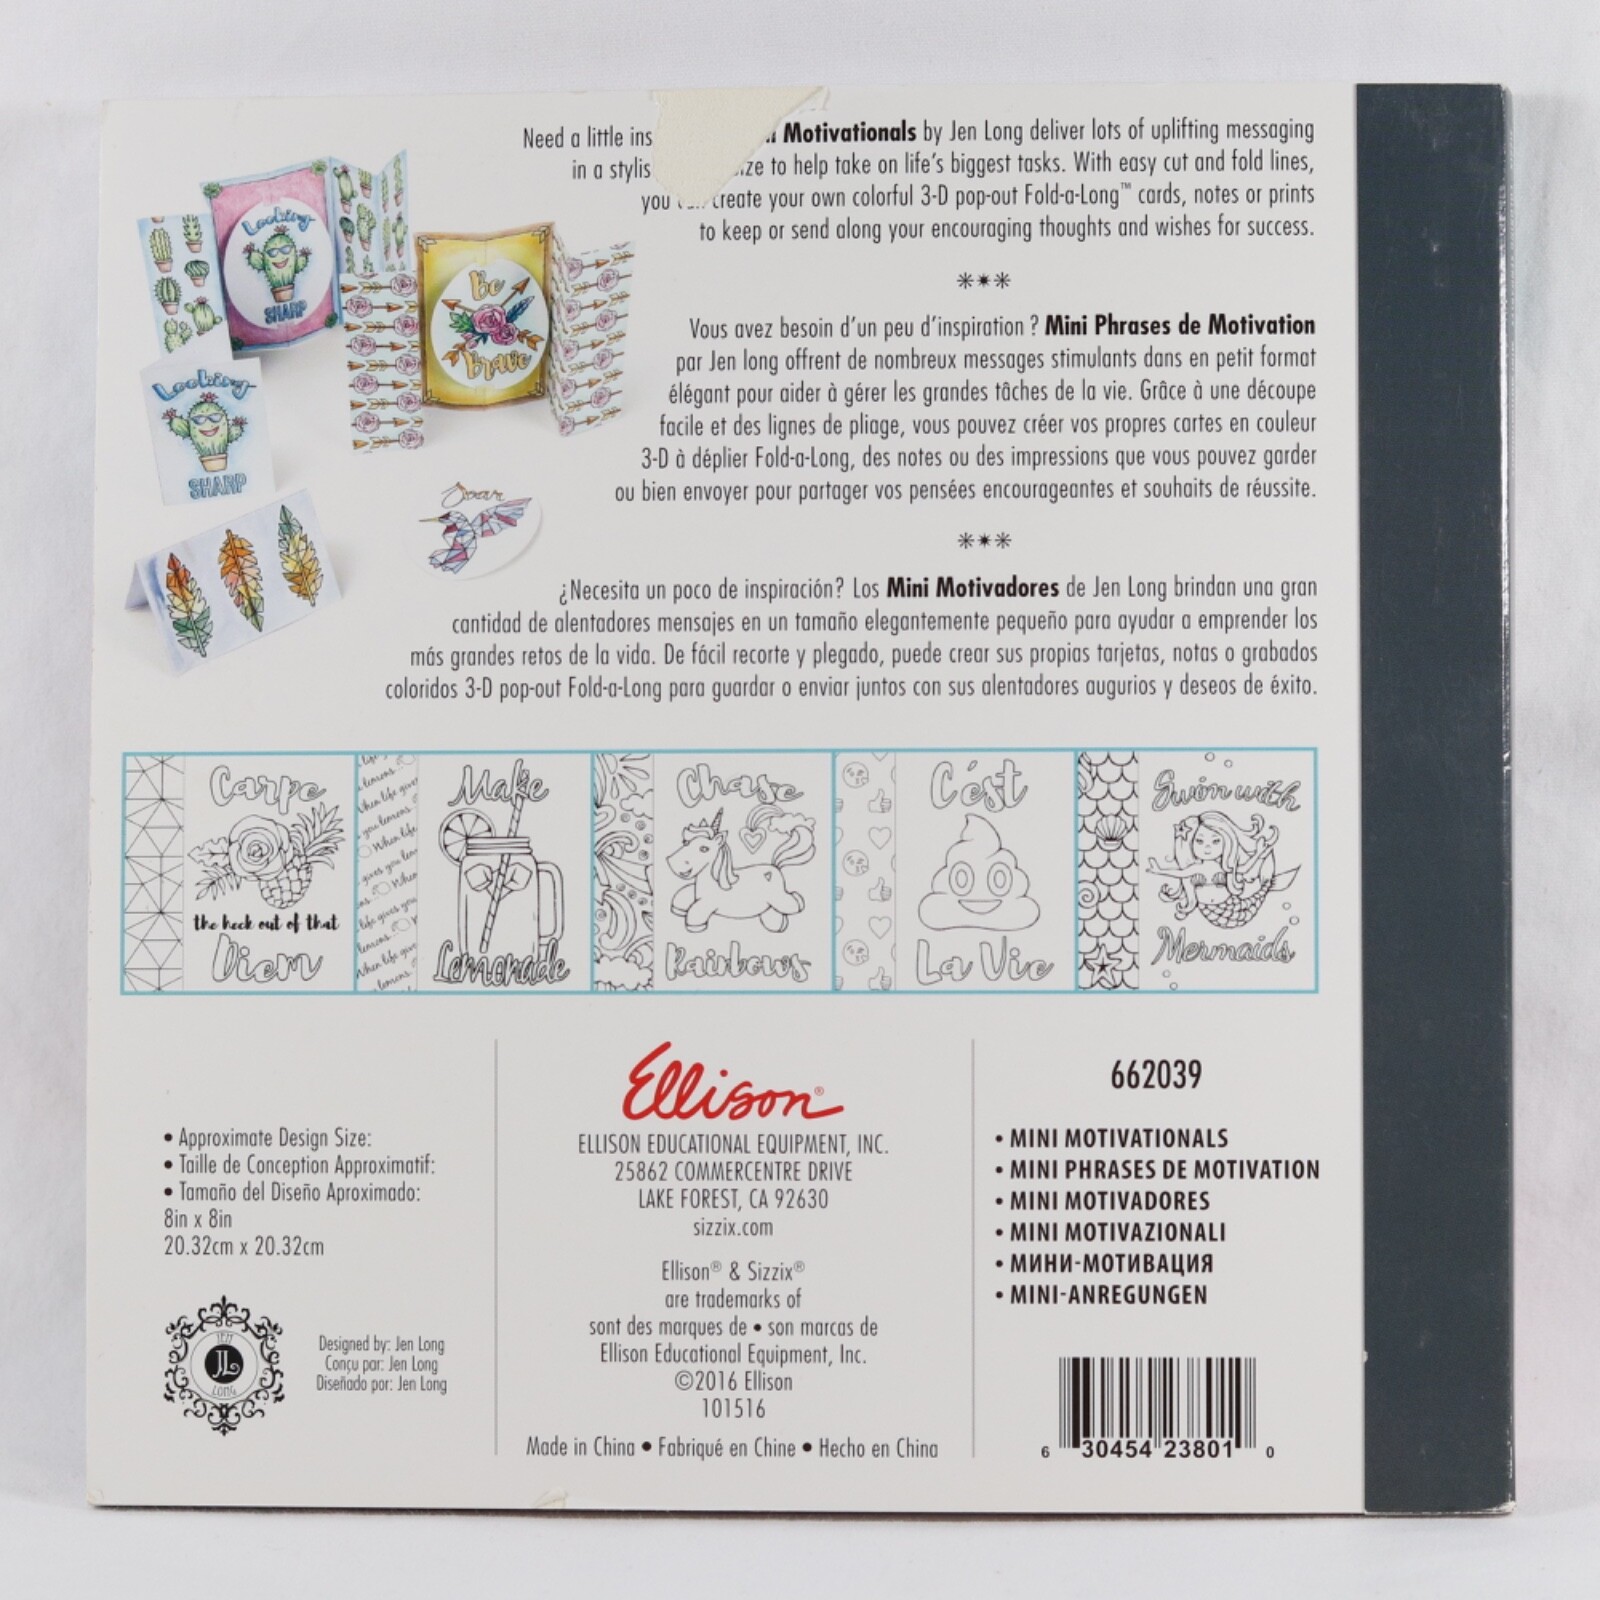 Need a little ins Motivationals by Jen Long deliver lots of uplifting messaging
in a stylis to help take on life's biggest tasks. With easy cut and fold lines,
you create your own colorful 3-D pop-out Fold-a-Long™ cards, notes or prints
to keep or send along your encouraging thoughts and wishes for success.
Vous avez besoin d'un peu d'inspiration ? Mini Phrases de Motivation
par Jen long offrent de nombreux messages stimulants dans en petit format
élégant pour aider à gérer les grandes tâches de la vie. Grâce à une découpe
facile et des lignes de pliage, vous pouvez créer vos propres cartes en couleur
3-D à déplier Fold-a-Long, des notes ou des impressions que vous pouvez garder
ou bien envoyer pour partager vos pensées encourageantes et souhaits de réussite.
¿Necesita un poco de inspiración? Los Mini Motivadores de Jen Long brindan una gran
cantidad de alentadores mensajes en un tamaño elegantemente pequeño para ayudar a emprender los
más grandes retos de la vida. De fácil recorte y plegado, puede crear sus propias tarjetas, notas o grabados
coloridos 3-D pop-out Fold-a-Long para guardar o enviar juntos con sus alentadores augurios y deseos de éxito.
Looking
SHARP
Be
Brave
Looking
SHARP
Soar
Carpe
the heck out of that
Diem
Make
Lemonade
Chase
Rainbows
C'est
La Vie
Swim with
Mermaids
• Approximate Design Size:
• Taille de Conception Approximatif:
• Tamaño del Diseño Aproximado:
8in x 8in
20.32cm x 20.32cm
JEN
JL
LONG
Designed by: Jen Long
Conçu par: Jen Long
Diseñado por: Jen Long
Ellison®
ELLISON EDUCATIONAL EQUIPMENT, INC.
25862 COMMERCENTRE DRIVE
LAKE FOREST, CA 92630
sizzix.com
Ellison® & Sizzix®
are trademarks of
sont des marques de • son marcas de
Ellison Educational Equipment, Inc.
©2016 Ellison
101516
Made in China • Fabriqué en Chine • Hecho en China
662039
• MINI MOTIVATIONALS
• MINI PHRASES DE MOTIVATION
• MINI MOTIVADORES
• MINI MOTIVAZIONALI
• МИНИ-МОТИВАЦИЯ
• MINI-ANREGUNGEN
6 30454 23801 0